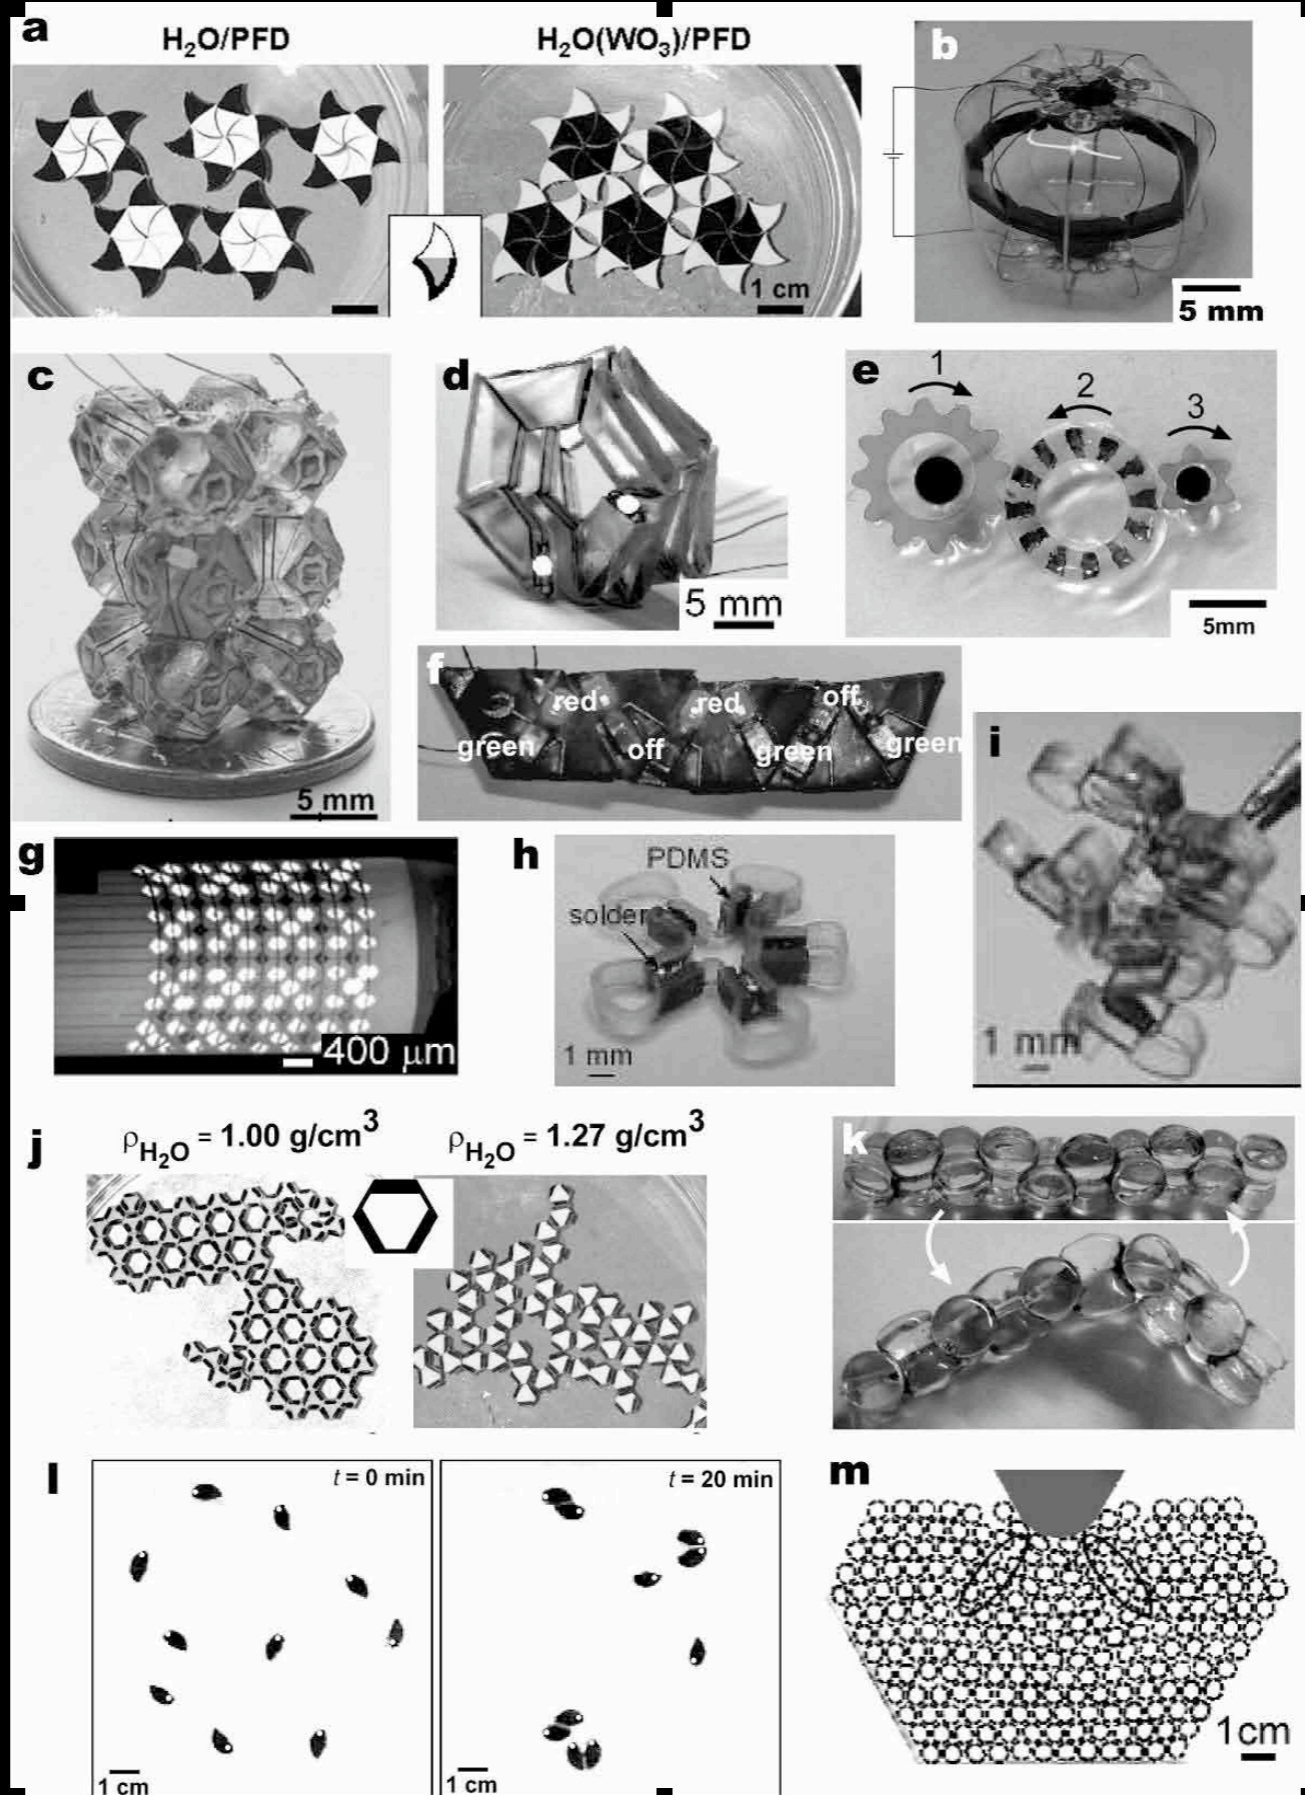 a
H₂O/PFD
H₂O(WO₃)/PFD
1 cm
b
5 mm
c
5 mm
d
5 mm
e
1
2
3
5mm
f
red
red
off
green
off
green
green
g
400 μm
h
PDMS
solder
1 mm
i
1 mm
j
ρH₂O = 1.00 g/cm³
ρH₂O = 1.27 g/cm³
k
l
t = 0 min
1 cm
t = 20 min
1 cm
m
1cm